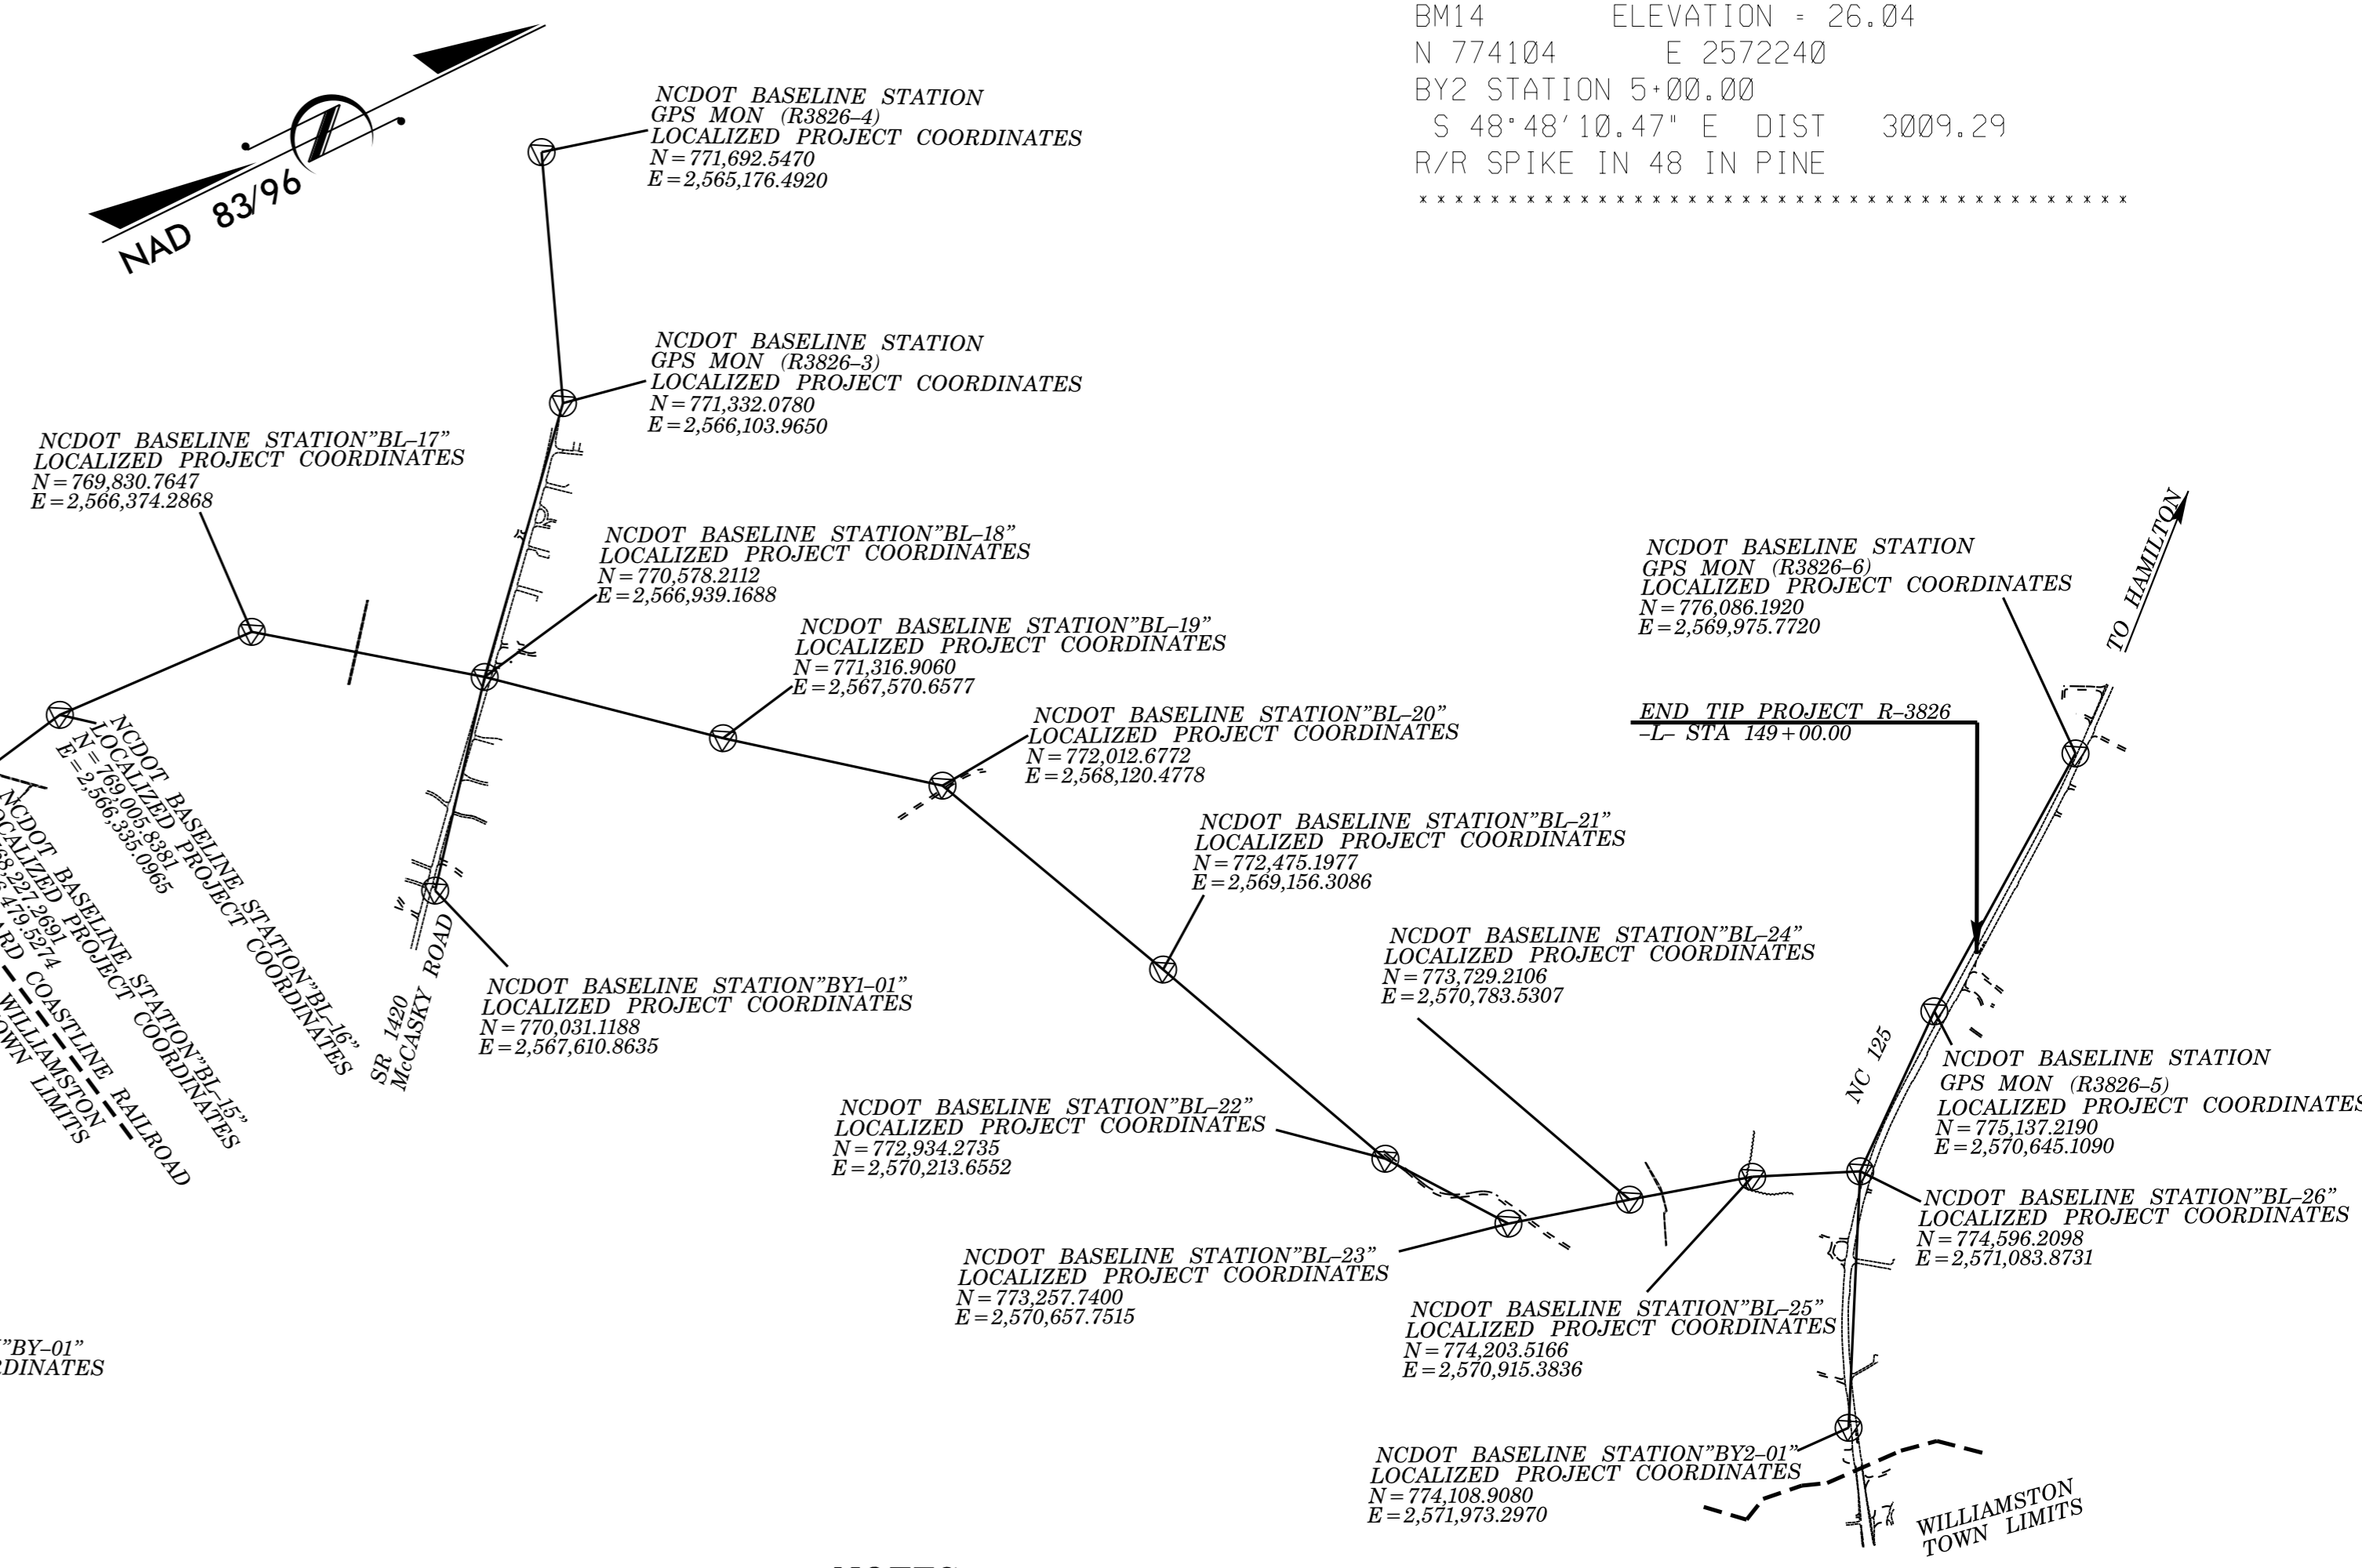 BM14 ELEVATION = 26.04
N 774104 E 2572240
BY2 STATION 5+00.00
S 48°48'10.47" E DIST 3009.29
R/R SPIKE IN 48 IN PINE
* * * * * * * * * * * * * * * * * * * * * * * * * * * * * * * * * * * * * * * *
NAD 83/96
NCDOT BASELINE STATION
GPS MON (R3826-4)
LOCALIZED PROJECT COORDINATES
N=771,692.5470
E=2,565,176.4920
NCDOT BASELINE STATION
GPS MON (R3826-3)
LOCALIZED PROJECT COORDINATES
N=771,332.0780
E=2,566,103.9650
NCDOT BASELINE STATION"BL-17"
LOCALIZED PROJECT COORDINATES
N=769,830.7647
E=2,566,374.2868
NCDOT BASELINE STATION"BL-18"
LOCALIZED PROJECT COORDINATES
N=770,578.2112
E=2,566,939.1688
NCDOT BASELINE STATION"BL-19"
LOCALIZED PROJECT COORDINATES
N=771,316.9060
E=2,567,570.6577
NCDOT BASELINE STATION"BL-20"
LOCALIZED PROJECT COORDINATES
N=772,012.6772
E=2,568,120.4778
NCDOT BASELINE STATION
GPS MON (R3826-6)
LOCALIZED PROJECT COORDINATES
N=776,086.1920
E=2,569,975.7720
TO HAMILTON
END TIP PROJECT R-3826
-L- STA 149+00.00
NCDOT BASELINE STATION"BL-16"
LOCALIZED PROJECT COORDINATES
N=769,005.8381
E=2,566,335.0965
NCDOT BASELINE STATION"BL-15"
OCALIZED PROJECT COORDINATES
68,227.2691
6,479.5274
ARD COASTLINE RAILROAD
WILLIAMSTON
OWN LIMITS
NCDOT BASELINE STATION"BL-21"
LOCALIZED PROJECT COORDINATES
N=772,475.1977
E=2,569,156.3086
NCDOT BASELINE STATION"BL-24"
LOCALIZED PROJECT COORDINATES
N=773,729.2106
E=2,570,783.5307
SR 1420
McCASKY ROAD
NCDOT BASELINE STATION"BY1-01"
LOCALIZED PROJECT COORDINATES
N=770,031.1188
E=2,567,610.8635
NC 125
NCDOT BASELINE STATION
GPS MON (R3826-5)
LOCALIZED PROJECT COORDINATES
N=775,137.2190
E=2,570,645.1090
NCDOT BASELINE STATION"BL-22"
LOCALIZED PROJECT COORDINATES
N=772,934.2735
E=2,570,213.6552
NCDOT BASELINE STATION"BL-26"
LOCALIZED PROJECT COORDINATES
N=774,596.2098
E=2,571,083.8731
NCDOT BASELINE STATION"BL-23"
LOCALIZED PROJECT COORDINATES
N=773,257.7400
E=2,570,657.7515
NCDOT BASELINE STATION"BL-25"
LOCALIZED PROJECT COORDINATES
N=774,203.5166
E=2,570,915.3836
"BY-01"
RDINATES
NCDOT BASELINE STATION"BY2-01"
LOCALIZED PROJECT COORDINATES
N=774,108.9080
E=2,571,973.2970
WILLIAMSTON
TOWN LIMITS